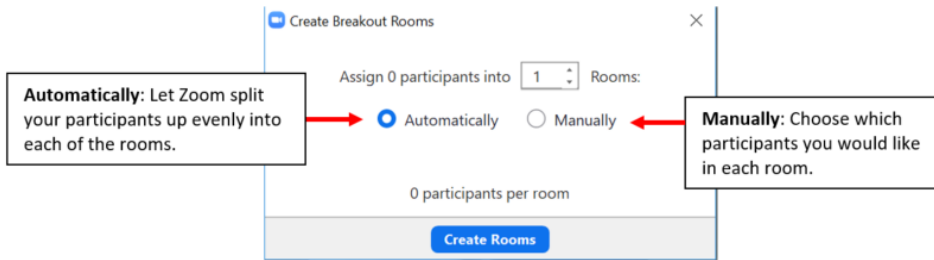 Create Breakout Rooms
Assign 0 participants into 1 Rooms:
Automatically: Let Zoom split
your participants up evenly into
each of the rooms.
Automatically Manually
Manually: Choose which
participants you would like
in each room.
0 participants per room
Create Rooms